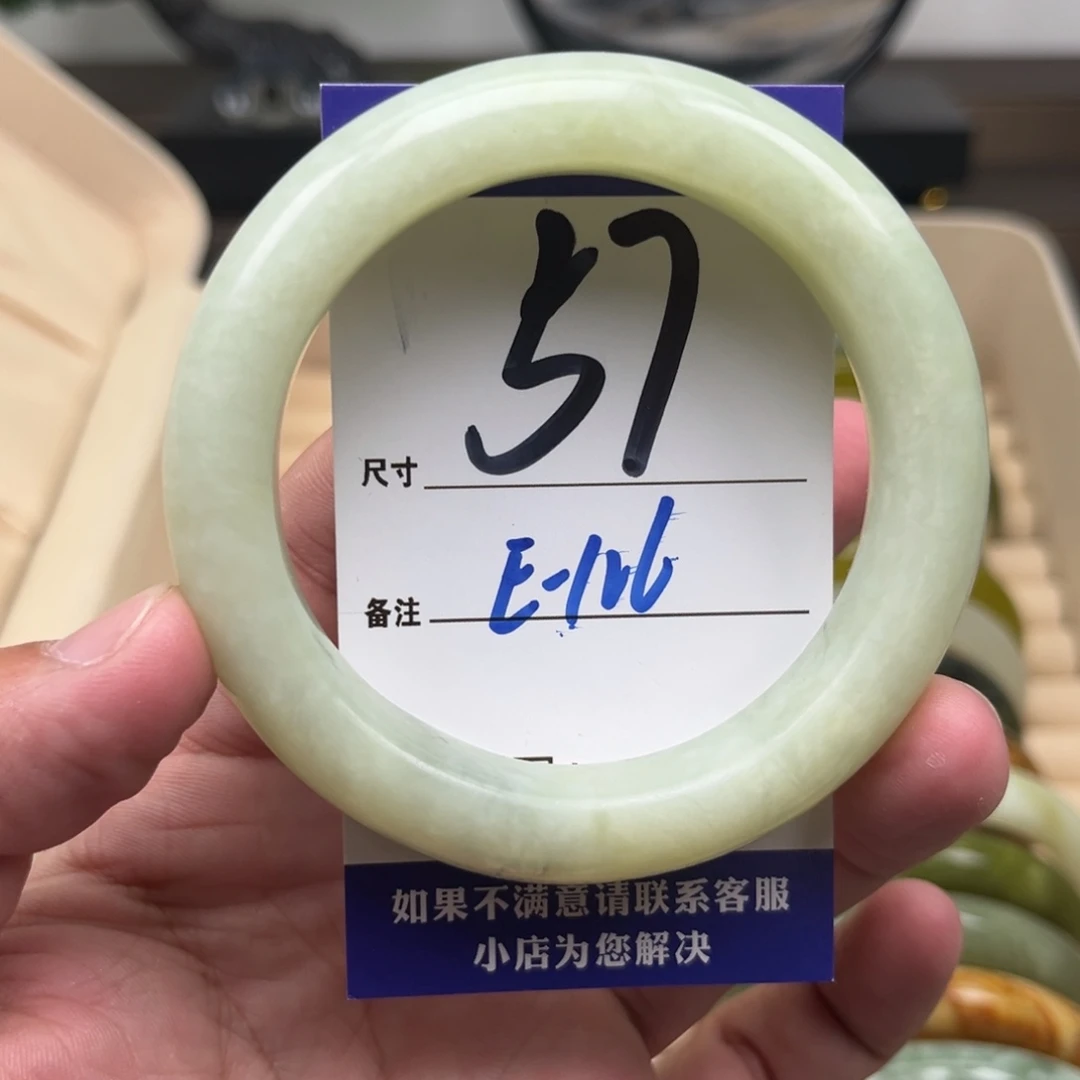 57
尺寸
E-106
备注
如果不满意请联系客服
小店为您解决